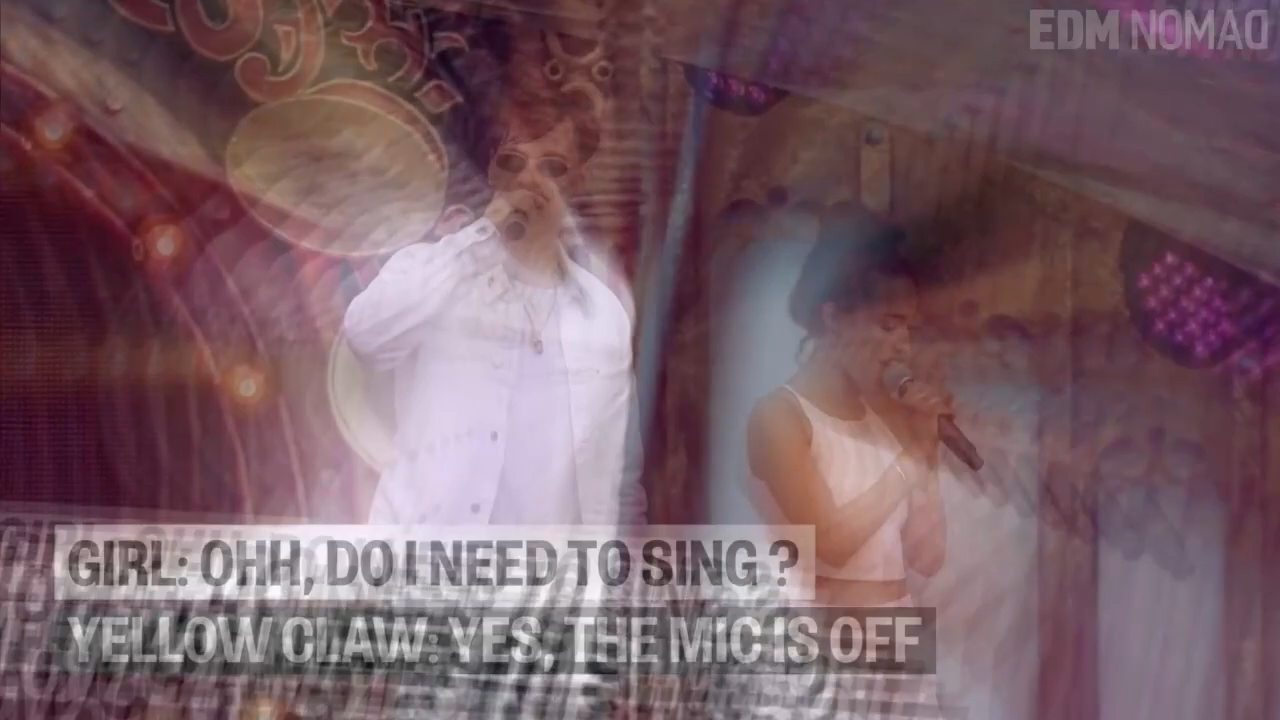 EDM NOMAD
GIRL: OHH, DO I NEED TO SING ?
YELLOW CLAW: YES, THE MIC IS OFF